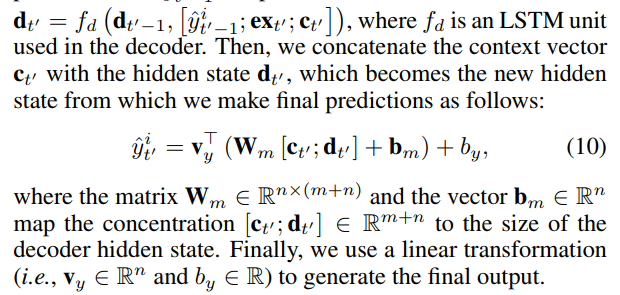 d_{t′} = f_d (d_{t′−1}, [ŷ^i_{t′−1}; ex_{t′}; c_{t′}]), where f_d is an LSTM unit
used in the decoder. Then, we concatenate the context vector
c_{t′} with the hidden state d_{t′}, which becomes the new hidden
state from which we make final predictions as follows:
ŷ^i_{t′} = v_y^⊤ (W_m [c_{t′}; d_{t′}] + b_m) + b_y, (10)
where the matrix W_m ∈ ℝ^{n×(m+n)} and the vector b_m ∈ ℝ^n
map the concentration [c_{t′}; d_{t′}] ∈ ℝ^{m+n} to the size of the
decoder hidden state. Finally, we use a linear transformation
(i.e., v_y ∈ ℝ^n and b_y ∈ ℝ) to generate the final output.